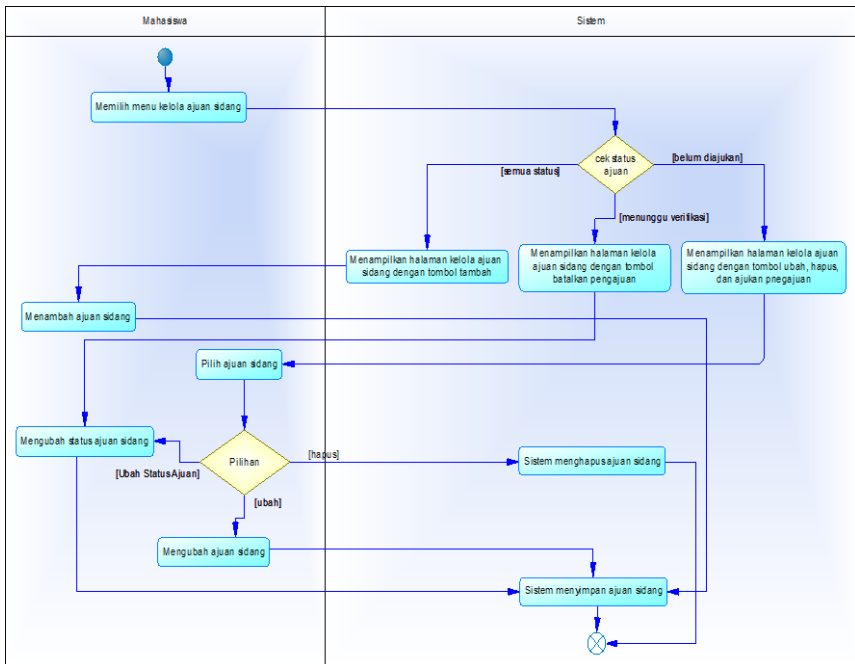 Mahasiswa
Sistem
Memilih menu kelola ajuan sidang
cek status
ajuan
[belum diajukan]
[semua status]
[menunggu verifikasi]
Menampilkan halaman kelola ajuan
sidang dengan tombol tambah
Menampilkan halaman kelola
ajuan sidang dengan tombol
batalkan pengajuan
Menampilkan halaman kelola ajuan
sidang dengan tombol ubah, hapus,
dan ajukan pnegajuan
Menambah ajuan sidang
Pilih ajuan sidang
Mengubah status ajuan sidang
Pilihan
[hapus]
Sistem menghapus ajuan sidang
[Ubah Status Ajuan]
[ubah]
Mengubah ajuan sidang
Sistem menyimpan ajuan sidang